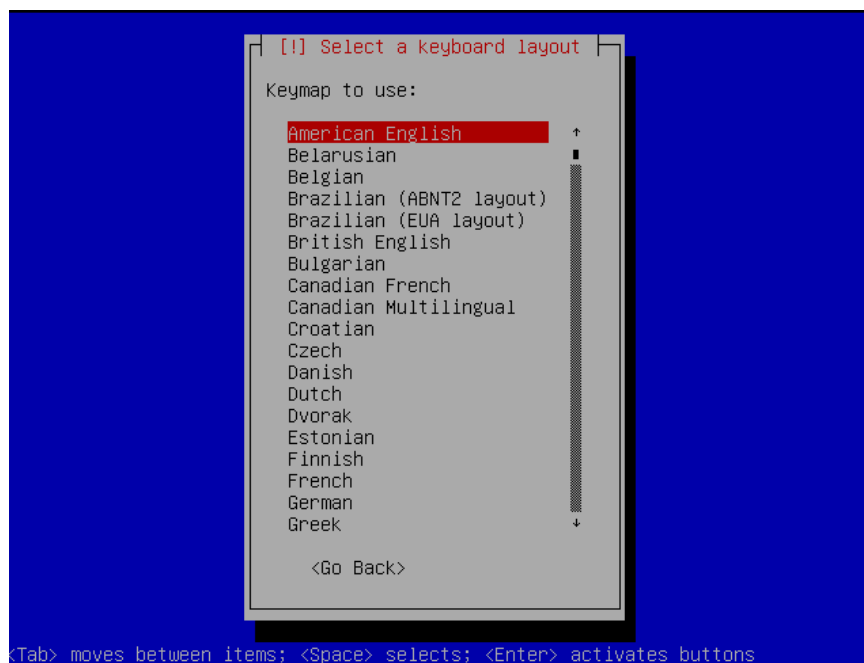 [!] Select a keyboard layout
Keymap to use:
American English
Belarusian
Belgian
Brazilian (ABNT2 layout)
Brazilian (EUA layout)
British English
Bulgarian
Canadian French
Canadian Multilingual
Croatian
Czech
Danish
Dutch
Dvorak
Estonian
Finnish
French
German
Greek
<Go Back>
<Tab> moves between items; <Space> selects; <Enter> activates buttons